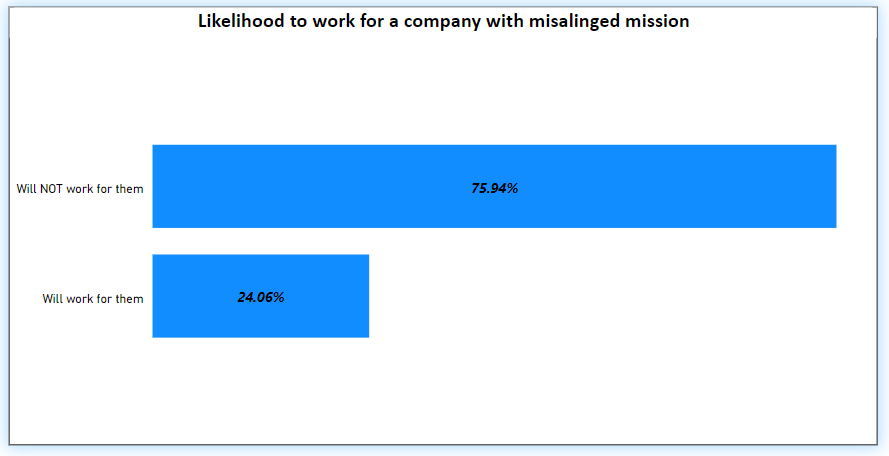 Likelihood to work for a company with misalinged mission
Will NOT work for them
75.94%
Will work for them
24.06%